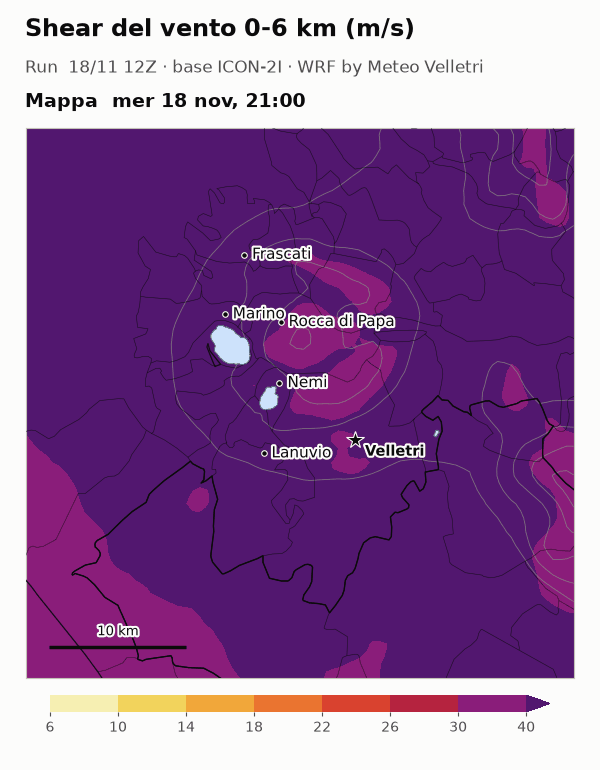 Shear del vento 0-6 km (m/s)
Run  18/11 12Z · base ICON-2I · WRF by Meteo Velletri
Mappa  mer 18 nov, 21:00
Frascati
Marino
Rocca di Papa
Nemi
Velletri
Lanuvio
10 km
6 10 14 18 22 26 30 40